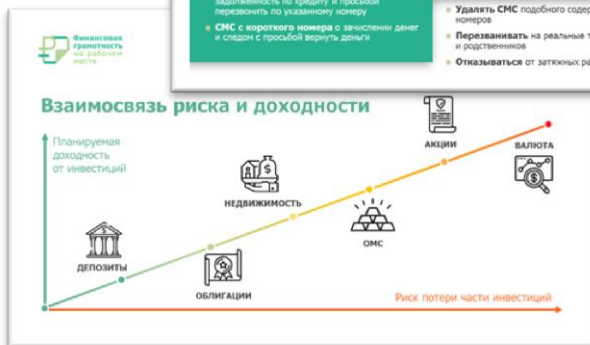 задолженность по кредиту и просьбой
перезвонить по указанному номеру
СМС с короткого номера о зачислении денег
и следом с просьбой вернуть деньги
Удалять СМС подобного
номеров
Перезванивать на реальные
и родственников
Отказываться от затяжных
Финансовая
грамотность
на рабочем
месте
Взаимосвязь риска и доходности
Планируемая
доходность
от инвестиций
АКЦИИ
ВАЛЮТА
НЕДВИЖИМОСТЬ
ОМС
ДЕПОЗИТЫ
ОБЛИГАЦИИ
Риск потери части инвестиций